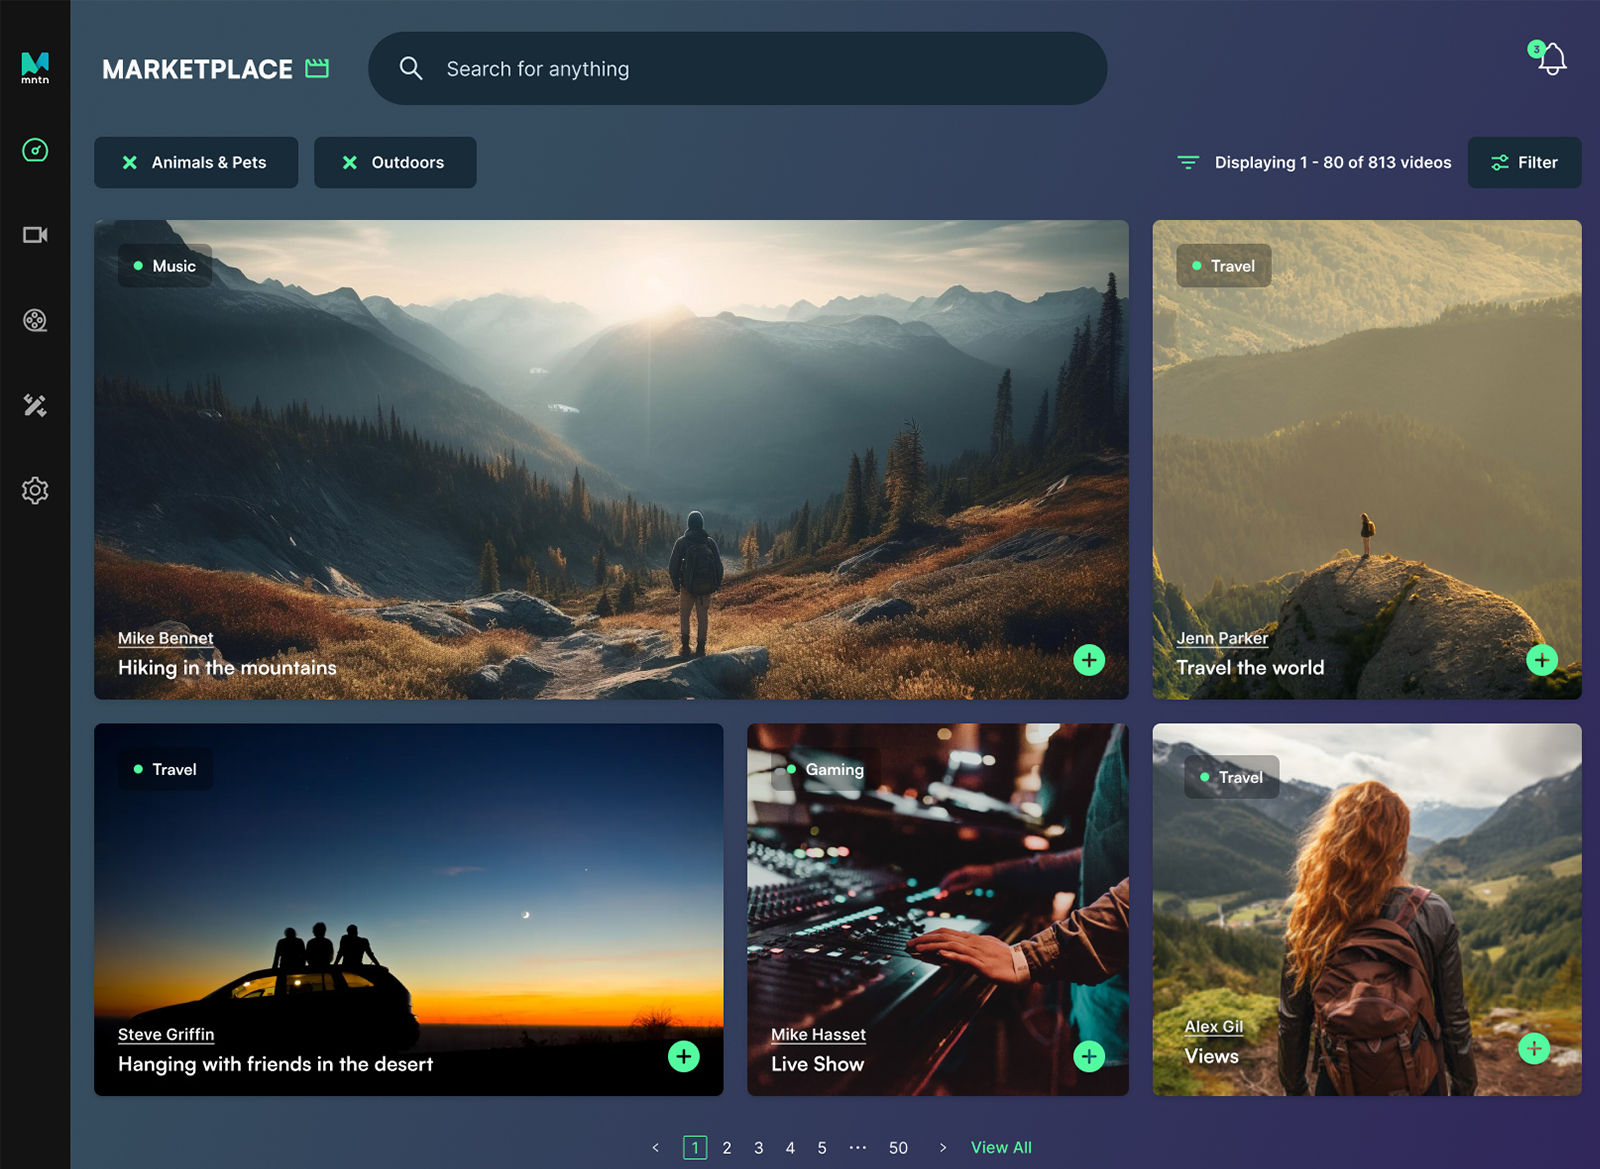 mntn
MARKETPLACE
Search for anything
3
Animals & Pets
Outdoors
Displaying 1 - 80 of 813 videos
Filter
Music
Mike Bennet
Hiking in the mountains
Travel
Jenn Parker
Travel the world
Travel
Steve Griffin
Hanging with friends in the desert
Gaming
Mike Hasset
Live Show
Travel
Alex Gil
Views
< 1 2 3 4 5 ... 50 > View All